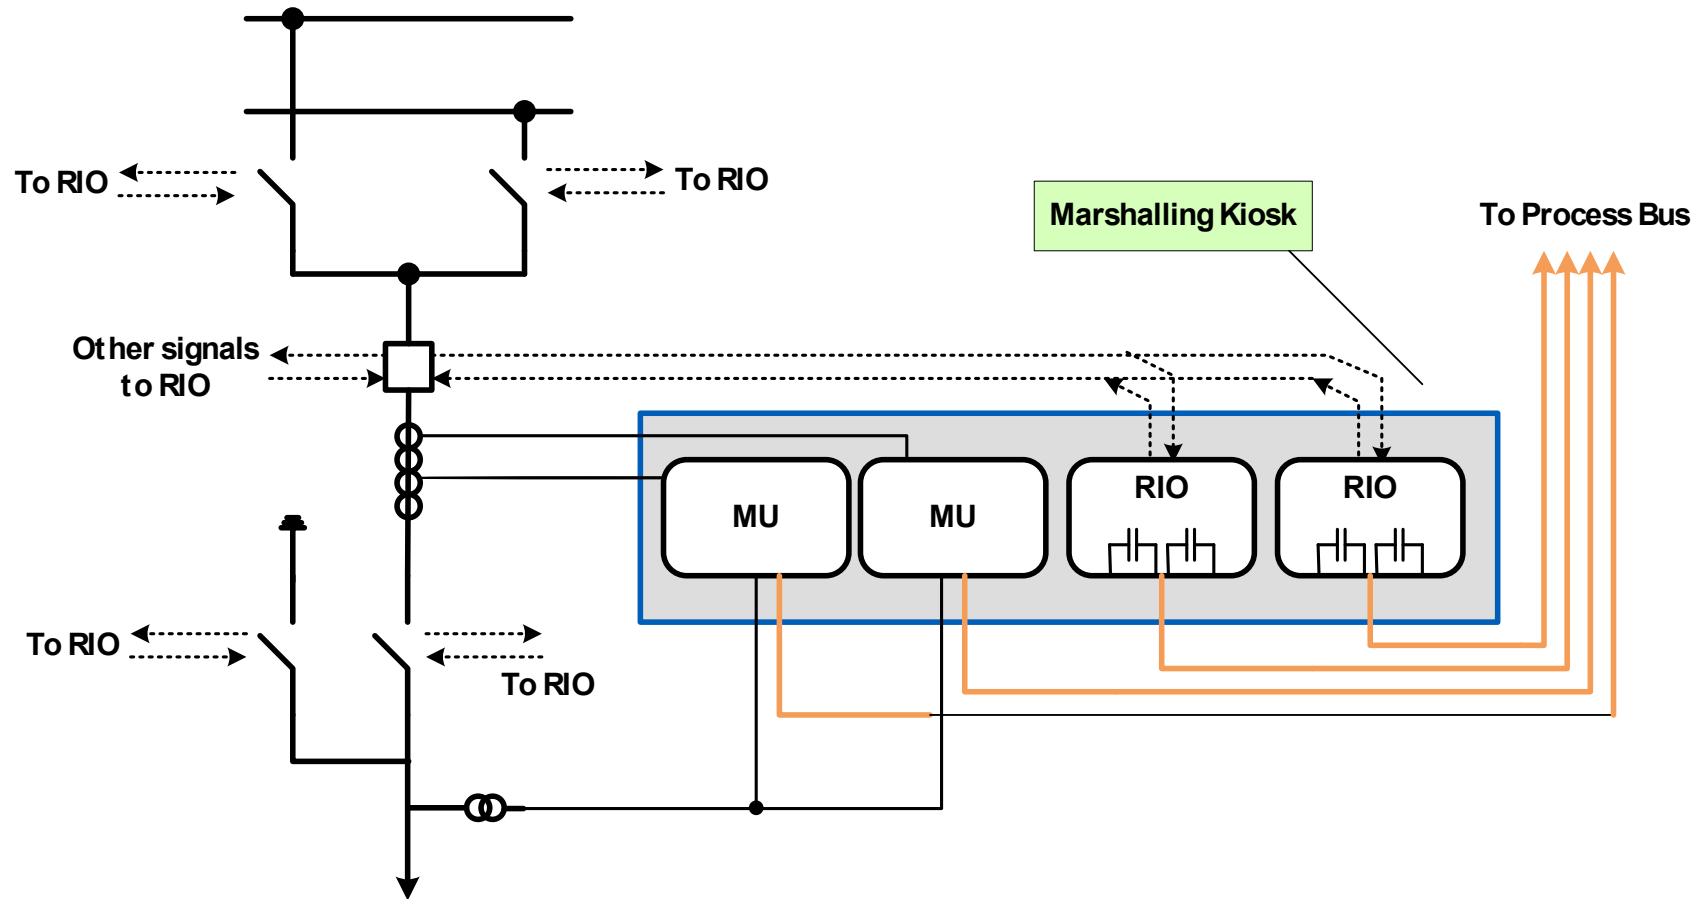 To RIO
To RIO
Marshalling Kiosk
To Process Bus
Other signals
to RIO
MU
MU
RIO
RIO
To RIO
To RIO